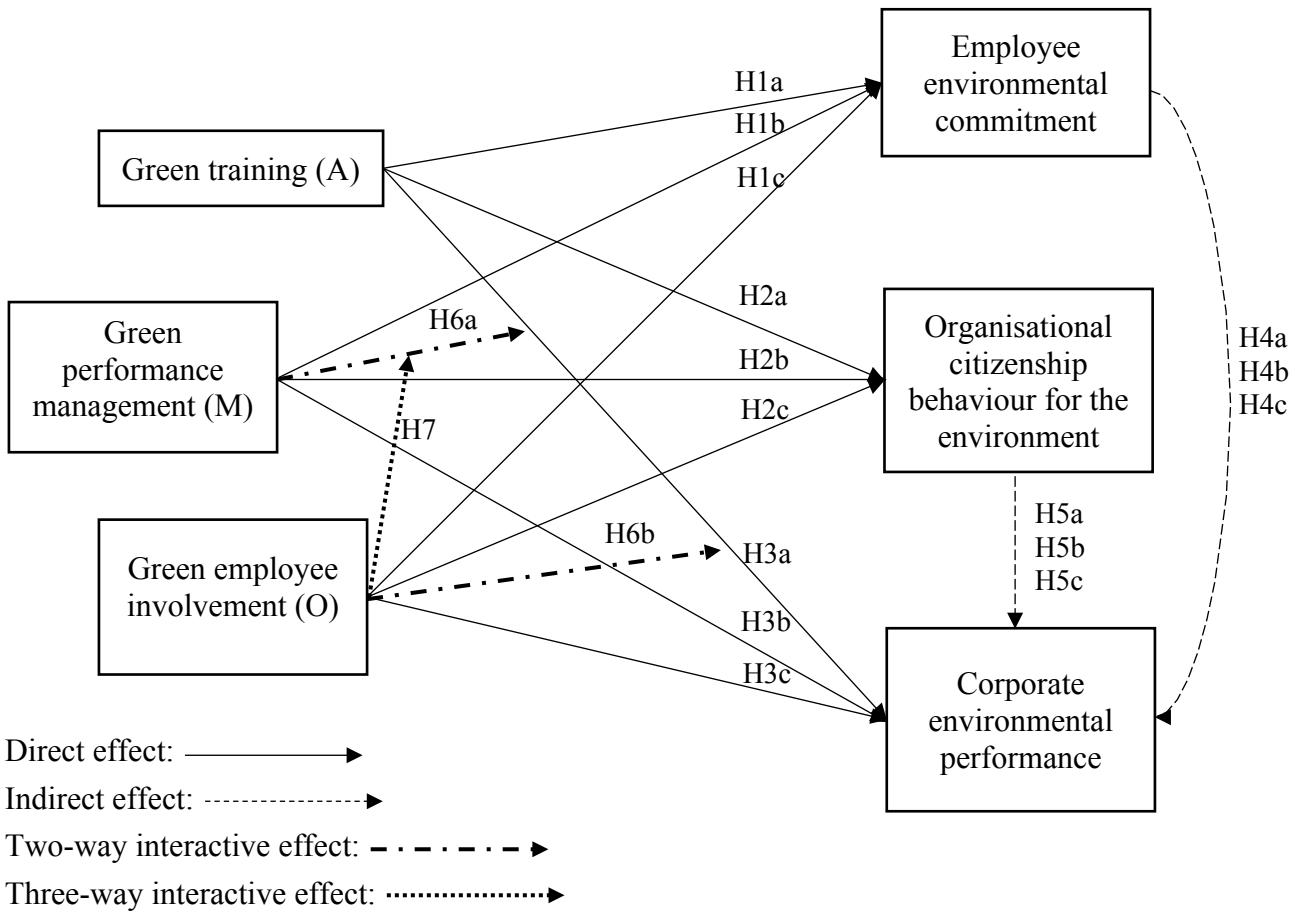 Employee
environmental
commitment
H1a
H1b
H1c
Green training (A)
Green
performance
management (M)
H6a
H7
H2a
H2b
H2c
Organisational
citizenship
behaviour for the
environment
H4a
H4b
H4c
Green employee
involvement (O)
H6b
H3a
H3b
H3c
H5a
H5b
H5c
Corporate
environmental
performance
Direct effect:
Indirect effect:
Two-way interactive effect:
Three-way interactive effect: